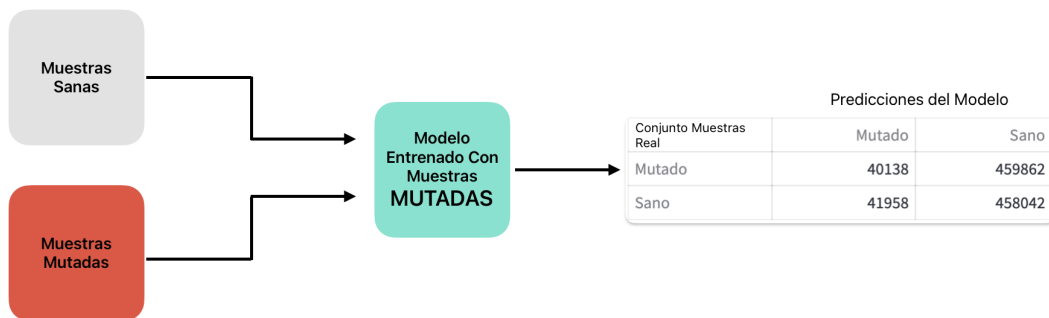 Muestras
Sanas
Muestras
Mutadas
Modelo
Entrenado Con
Muestras
MUTADAS
Predicciones del Modelo
Conjunto Muestras
Real
Mutado Sano
Mutado 40138 459862
Sano 41958 458042